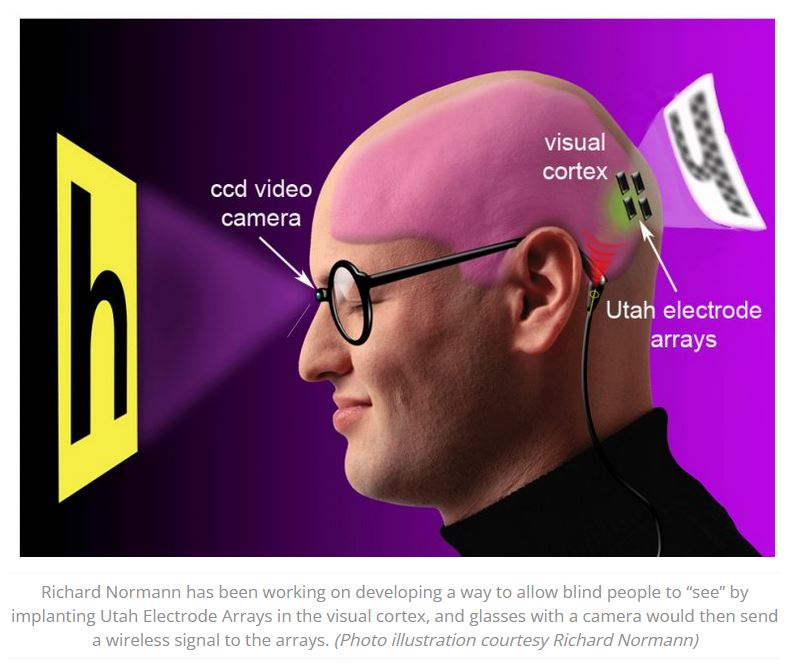 h
ccd video
camera
visual
cortex
Utah electrode
arrays
Richard Normann has been working on developing a way to allow blind people to “see” by
implanting Utah Electrode Arrays in the visual cortex, and glasses with a camera would then send
a wireless signal to the arrays. (Photo illustration courtesy Richard Normann)